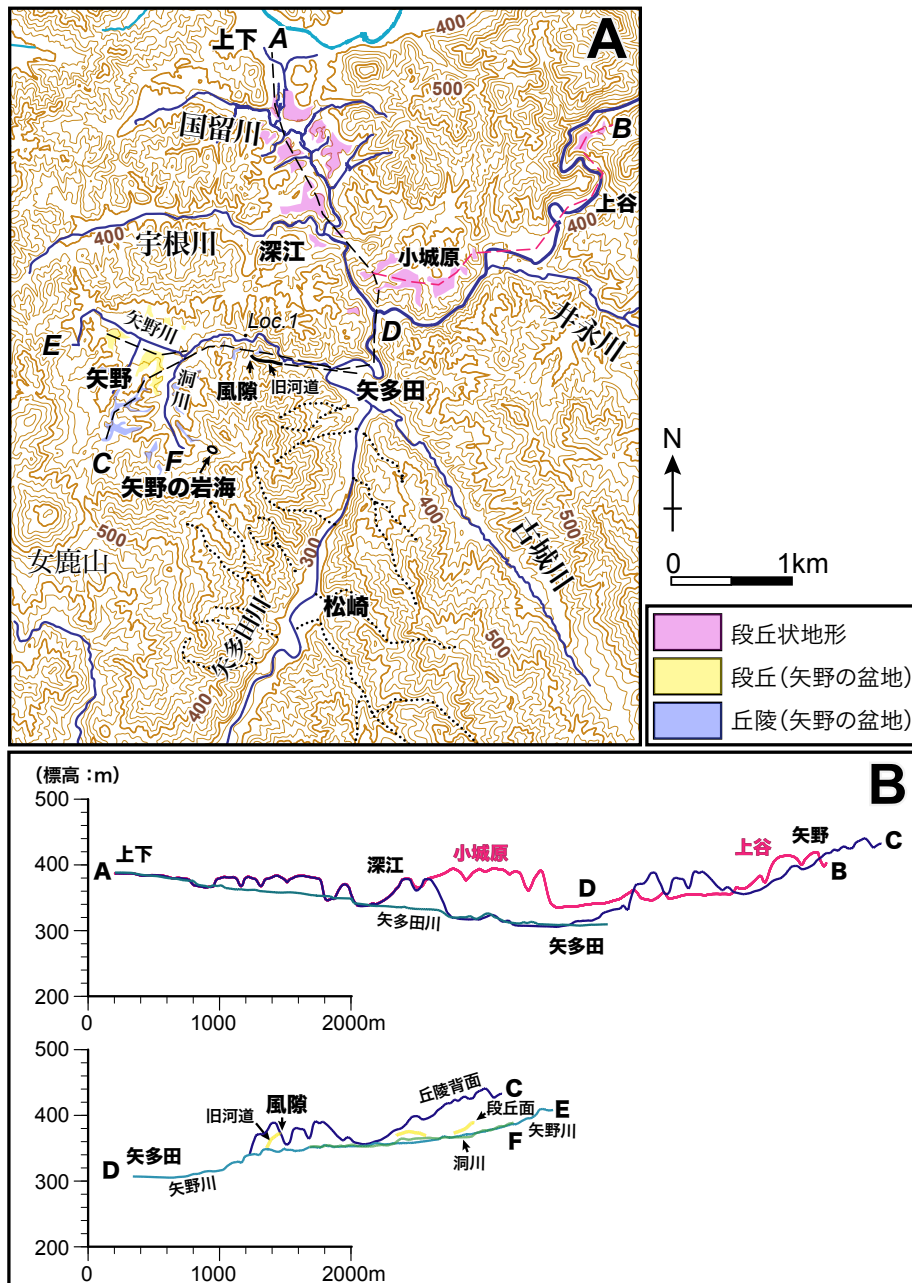 A
上下
A
400
500
国留川
B
上谷
400
400
宇根川
深江
小城原
井永川
D
Loc.1
矢野川
E
矢野
洞川
風隙
旧河道
矢多田
C
F
矢野の岩海
400
500
古城川
500
300
女鹿山
松崎
矢多田川
500
400
N
0
1km
段丘状地形
段丘(矢野の盆地)
丘陵(矢野の盆地)
B
(標高:m)
500
400
300
200
0
1000
2000m
A
上下
深江
小城原
上谷
矢野
C
B
D
矢多田川
矢多田
500
400
300
200
0
1000
2000m
旧河道
風隙
丘陵背面
C
段丘面
E
矢野川
F
洞川
D
矢多田
矢野川